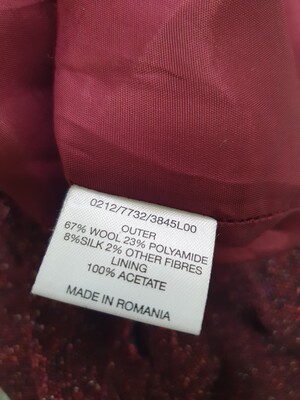 0212/7732/3845L00
OUTER
67% WOOL 23% POLYAMIDE
8%SILK 2% OTHER FIBRES
LINING
100% ACETATE
MADE IN ROMANIA